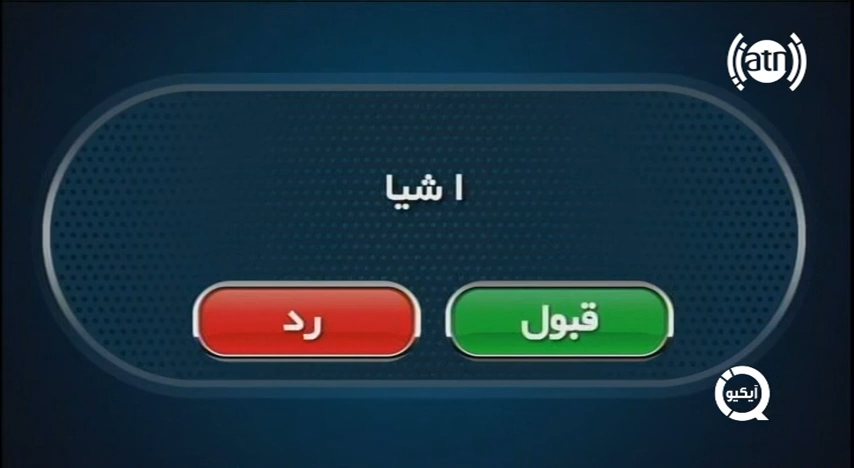 atn
ا شیا
قبول
رد
آیکیو